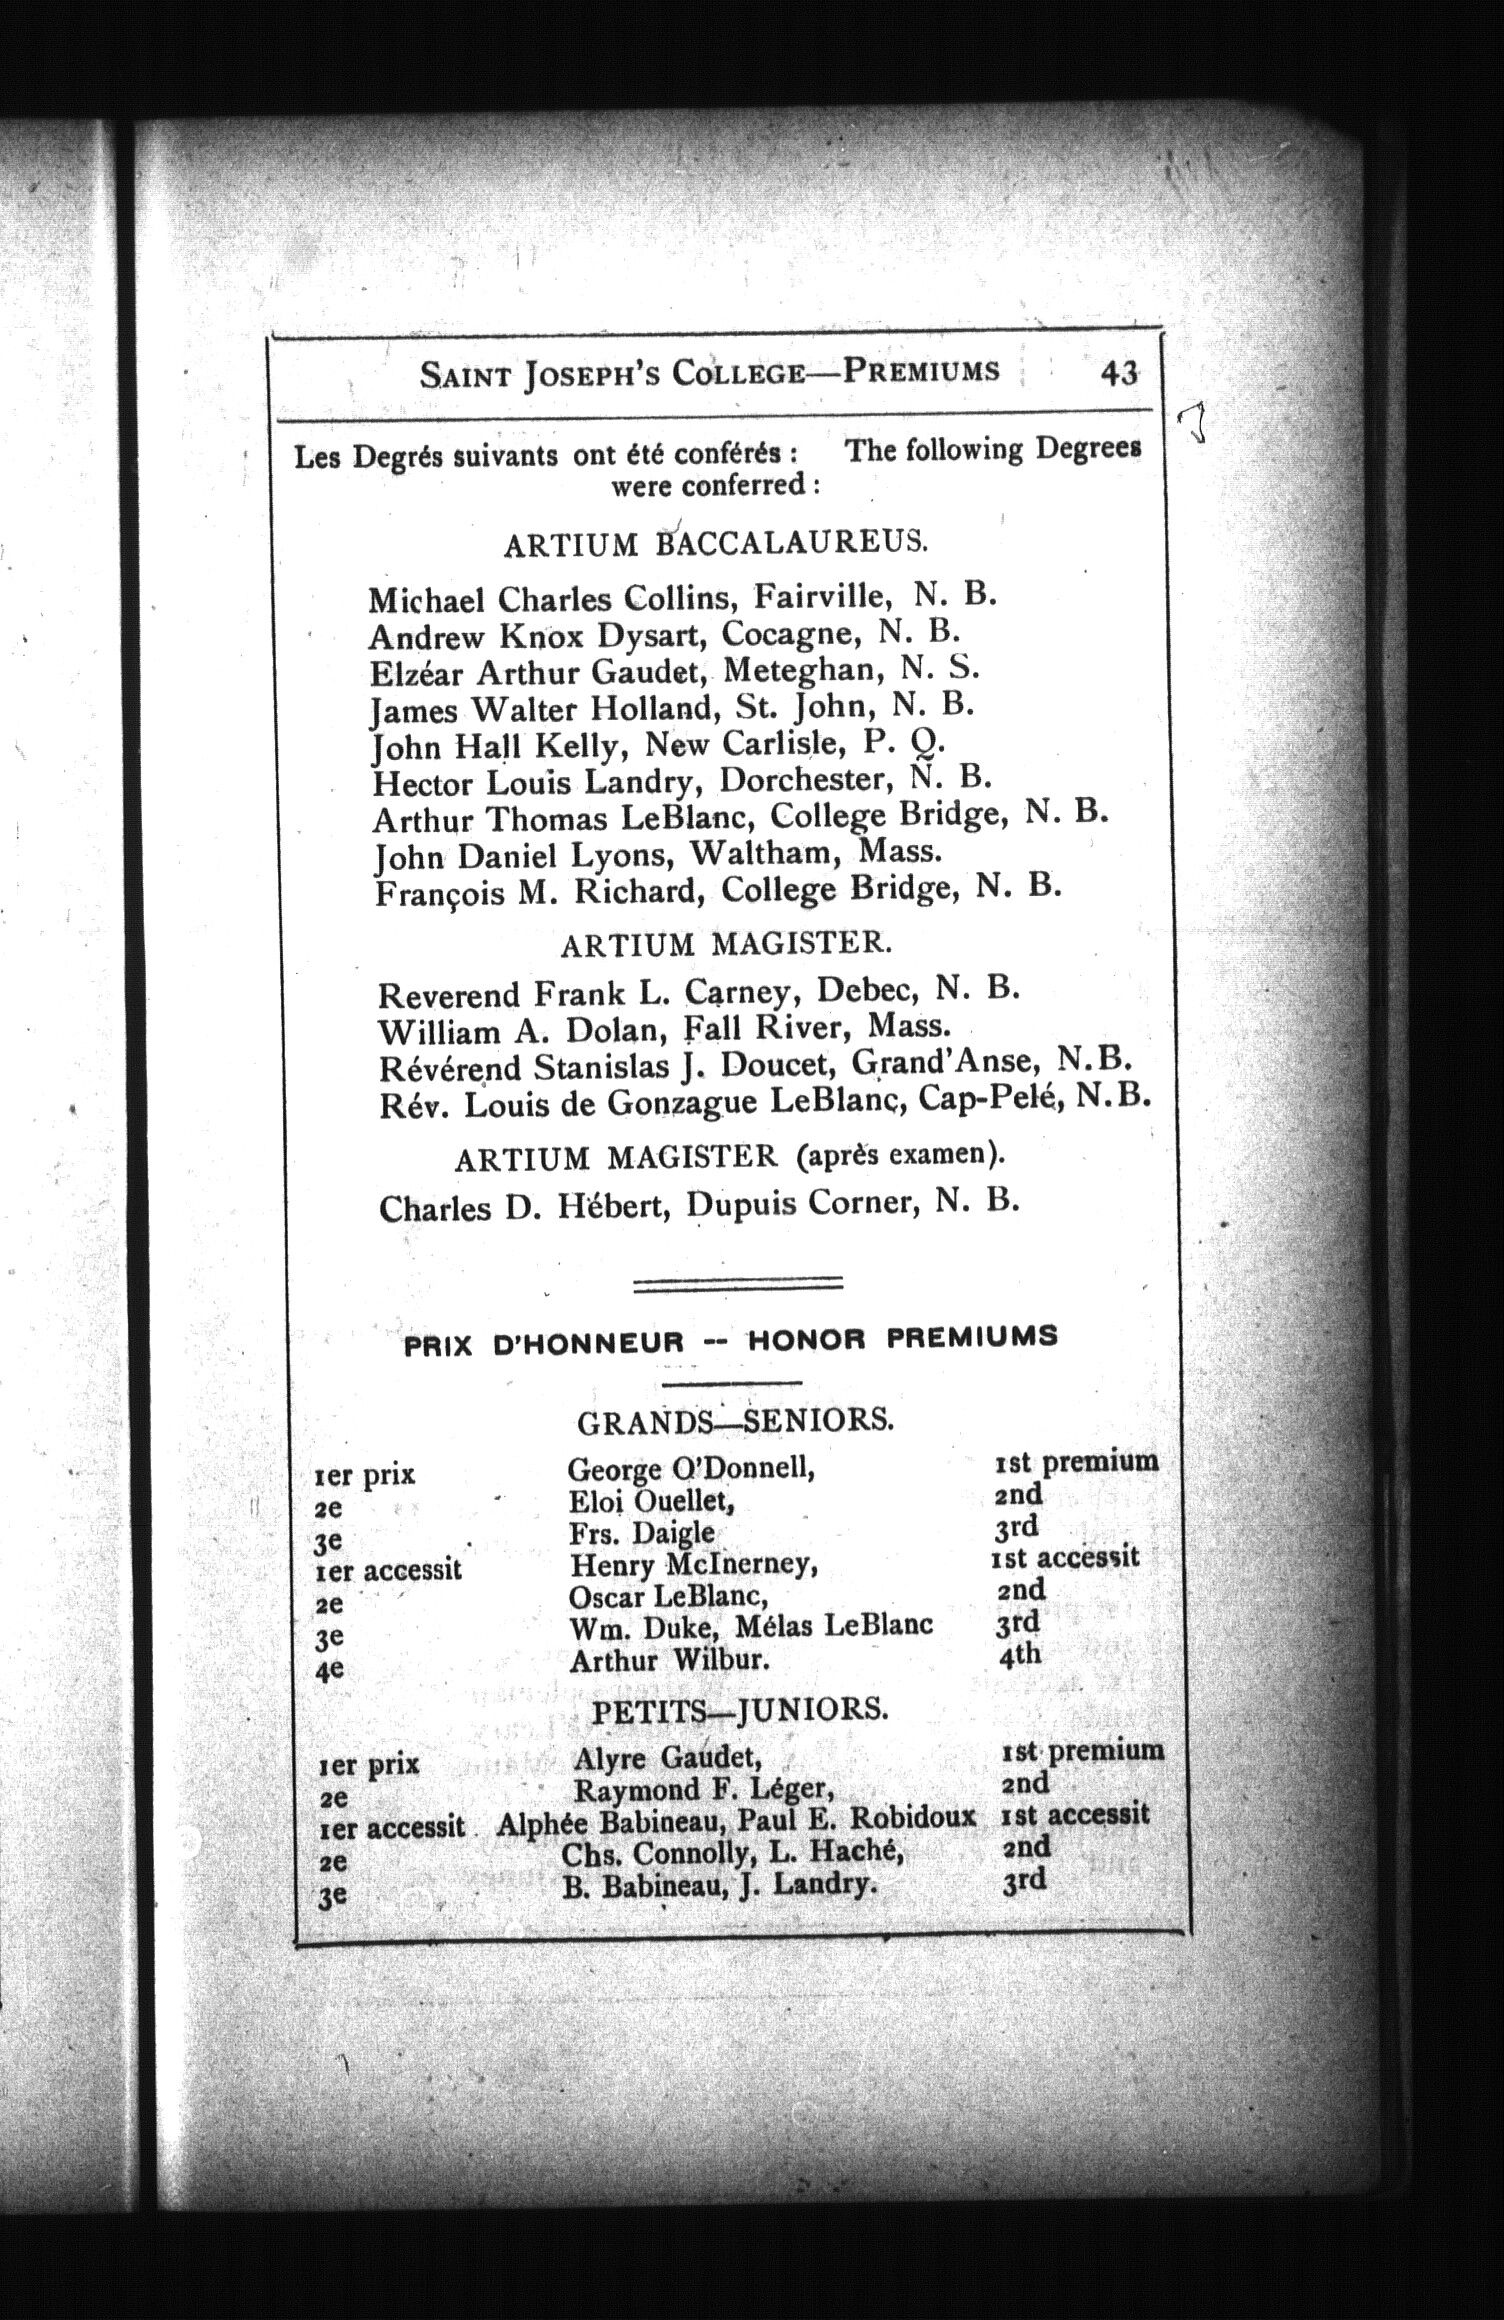 SAINT JOSEPH'S COLLEGE—PREMIUMS 43
Les Degrés suivants ont été conférés : The following Degrees
were conferred :
ARTIUM BACCALAUREUS.
Michael Charles Collins, Fairville, N. B.
Andrew Knox Dysart, Cocagne, N. B.
Elzéar Arthur Gaudet, Meteghan, N. S.
James Walter Holland, St. John, N. B.
John Hall Kelly, New Carlisle, P. Q.
Hector Louis Landry, Dorchester, N. B.
Arthur Thomas LeBlanc, College Bridge, N. B.
John Daniel Lyons, Waltham, Mass.
François M. Richard, College Bridge, N. B.
ARTIUM MAGISTER.
Reverend Frank L. Carney, Debec, N. B.
William A. Dolan, Fall River, Mass.
Révérend Stanislas J. Doucet, Grand'Anse, N.B.
Rév. Louis de Gonzague LeBlanc, Cap-Pelé, N.B.
ARTIUM MAGISTER (après examen).
Charles D. Hébert, Dupuis Corner, N. B.
PRIX D'HONNEUR -- HONOR PREMIUMS
GRANDS—SENIORS.
1er prix George O'Donnell, 1st premium
2e Eloi Ouellet, 2nd
3e Frs. Daigle 3rd
1er accessit Henry McInerney, 1st accessit
2e Oscar LeBlanc, 2nd
3e Wm. Duke, Mélas LeBlanc 3rd
4e Arthur Wilbur. 4th
PETITS—JUNIORS.
1er prix Alyre Gaudet, 1st premium
2e Raymond F. Léger, 2nd
1er accessit Alphée Babineau, Paul E. Robidoux 1st accessit
2e Chs. Connolly, L. Haché, 2nd
3e B. Babineau, J. Landry. 3rd